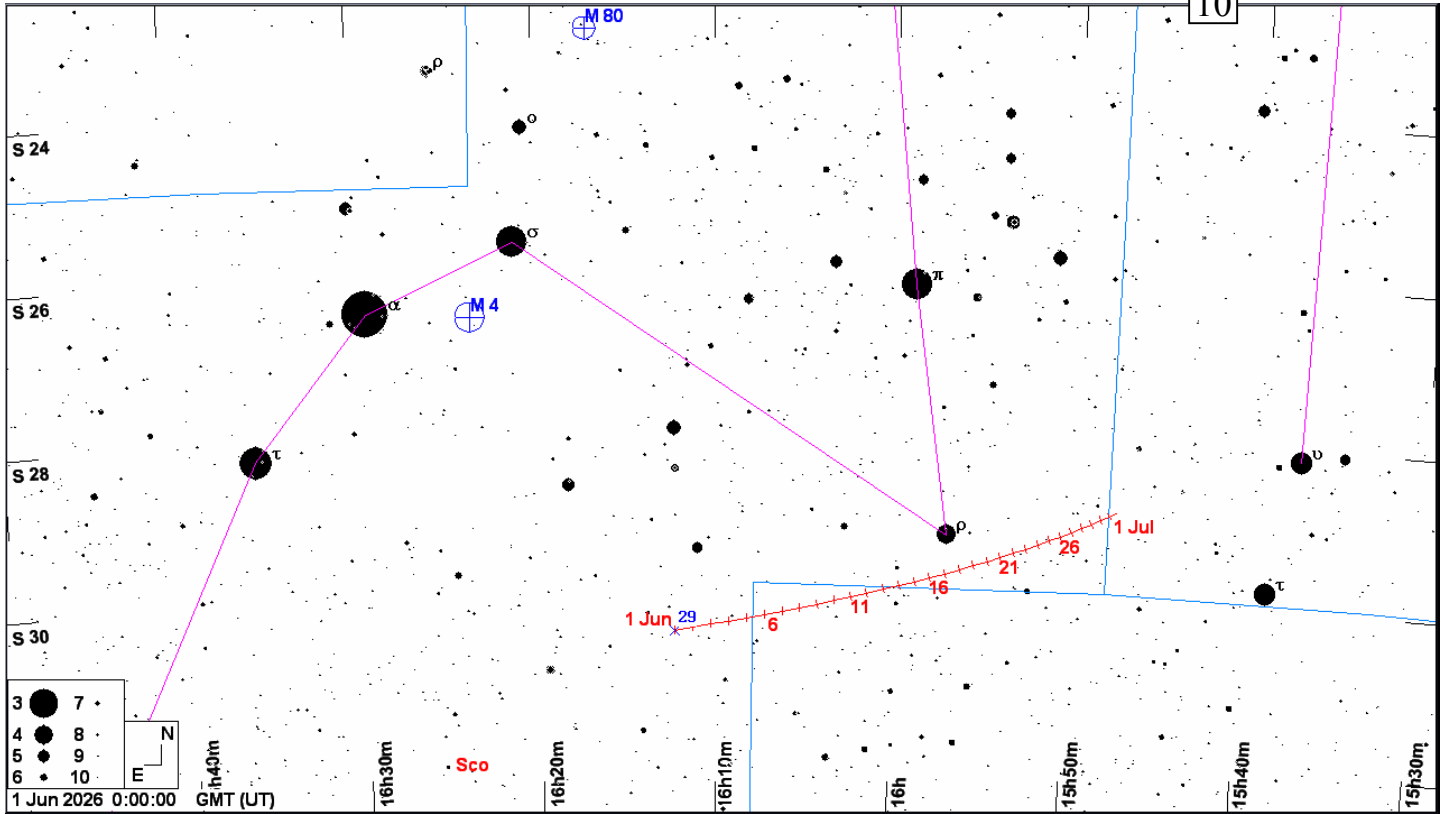 10
M 80
ρ
ο
S 24
σ
π
S 26
α
M 4
τ
υ
S 28
ρ
1 Jul
26
21
16
τ
11
1 Jun 29
6
S 30
3 7
4 8
5 9
6 10
N
E
Sco
h40m
16h30m
16h20m
16h10m
16h
15h50m
15h40m
15h30m
1 Jun 2026 0:00:00 GMT (UT)